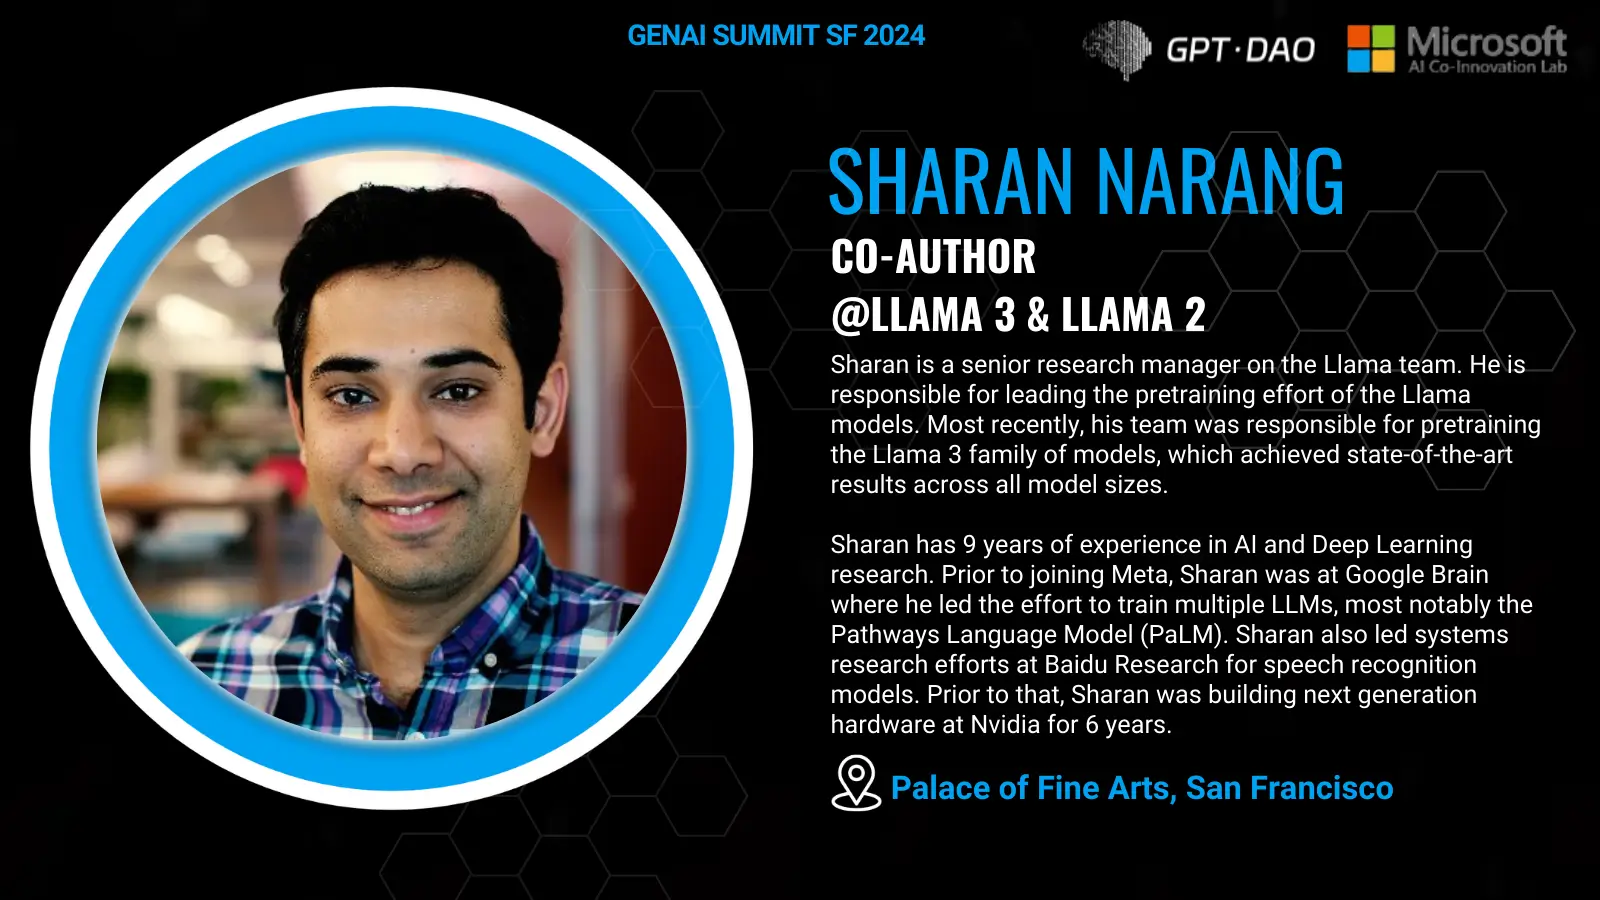 GENAI SUMMIT SF 2024
GPT·DAO
Microsoft
AI Co-Innovation Lab
SHARAN NARANG
CO-AUTHOR
@LLAMA 3 & LLAMA 2
Sharan is a senior research manager on the Llama team. He is
responsible for leading the pretraining effort of the Llama
models. Most recently, his team was responsible for pretraining
the Llama 3 family of models, which achieved state-of-the-art
results across all model sizes.
Sharan has 9 years of experience in AI and Deep Learning
research. Prior to joining Meta, Sharan was at Google Brain
where he led the effort to train multiple LLMs, most notably the
Pathways Language Model (PaLM). Sharan also led systems
research efforts at Baidu Research for speech recognition
models. Prior to that, Sharan was building next generation
hardware at Nvidia for 6 years.
Palace of Fine Arts, San Francisco